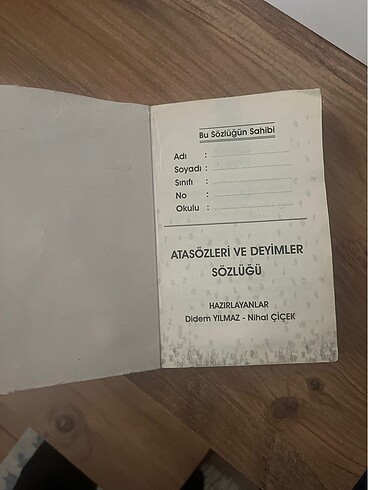 Bu Sözlüğün Sahibi
Adı :
Soyadı :
Sınıfı :
No :
Okulu :
ATASÖZLERİ VE DEYİMLER
SÖZLÜĞÜ
HAZIRLAYANLAR
Didem YILMAZ - Nihal ÇİÇEK